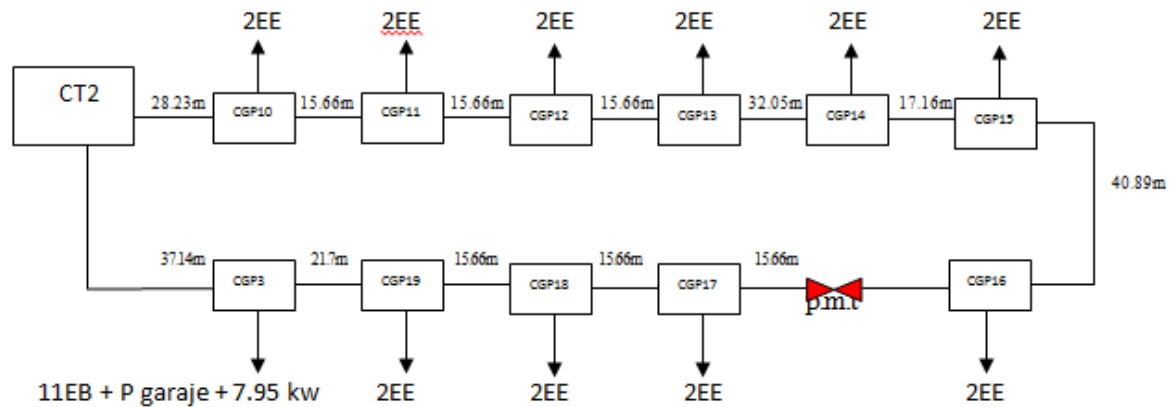 2EE 2EE 2EE 2EE 2EE 2EE
CT2
28.23m CGP10 15.66m CGP11 15.66m CGP12 15.66m CGP13 32.05m CGP14 17.16m CGP15
40.89m
37.14m CGP3 21.7m CGP19 15.66m CGP18 15.66m CGP17 15.66m CGP16
p.m.t
11EB + P garaje + 7.95 kw 2EE 2EE 2EE 2EE